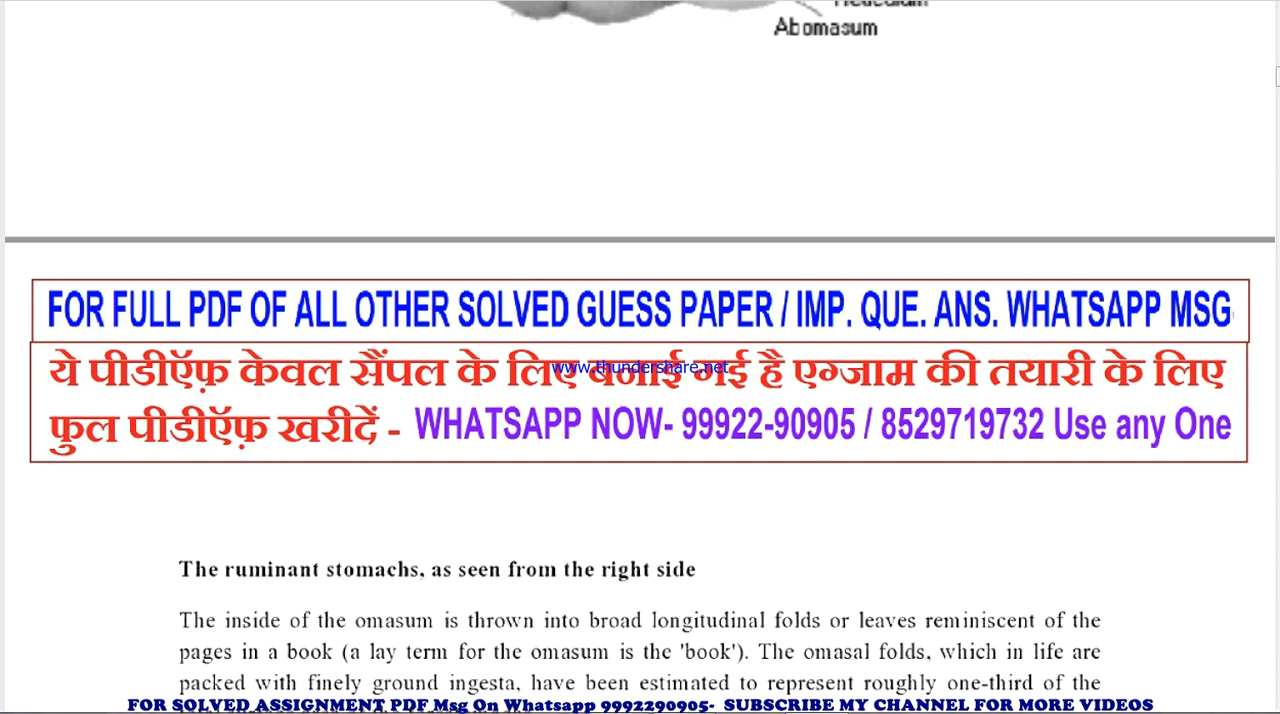 Abomasum
FOR FULL PDF OF ALL OTHER SOLVED GUESS PAPER / IMP. QUE. ANS. WHATSAPP MSG
ये पीडीऍफ़ केवल सैंपल के लिए बनाई गई है एग्जाम की तयारी के लिए
www.thundershare.net
फुल पीडीऍफ़ खरीदें - WHATSAPP NOW- 99922-90905 / 8529719732 Use any One
The ruminant stomachs, as seen from the right side
The inside of the omasum is thrown into broad longitudinal folds or leaves reminiscent of the
pages in a book (a lay term for the omasum is the 'book'). The omasal folds, which in life are
packed with finely ground ingesta, have been estimated to represent roughly one-third of the
FOR SOLVED ASSIGNMENT PDF Msg On Whatsapp 9992290905- SUBSCRIBE MY CHANNEL FOR MORE VIDEOS